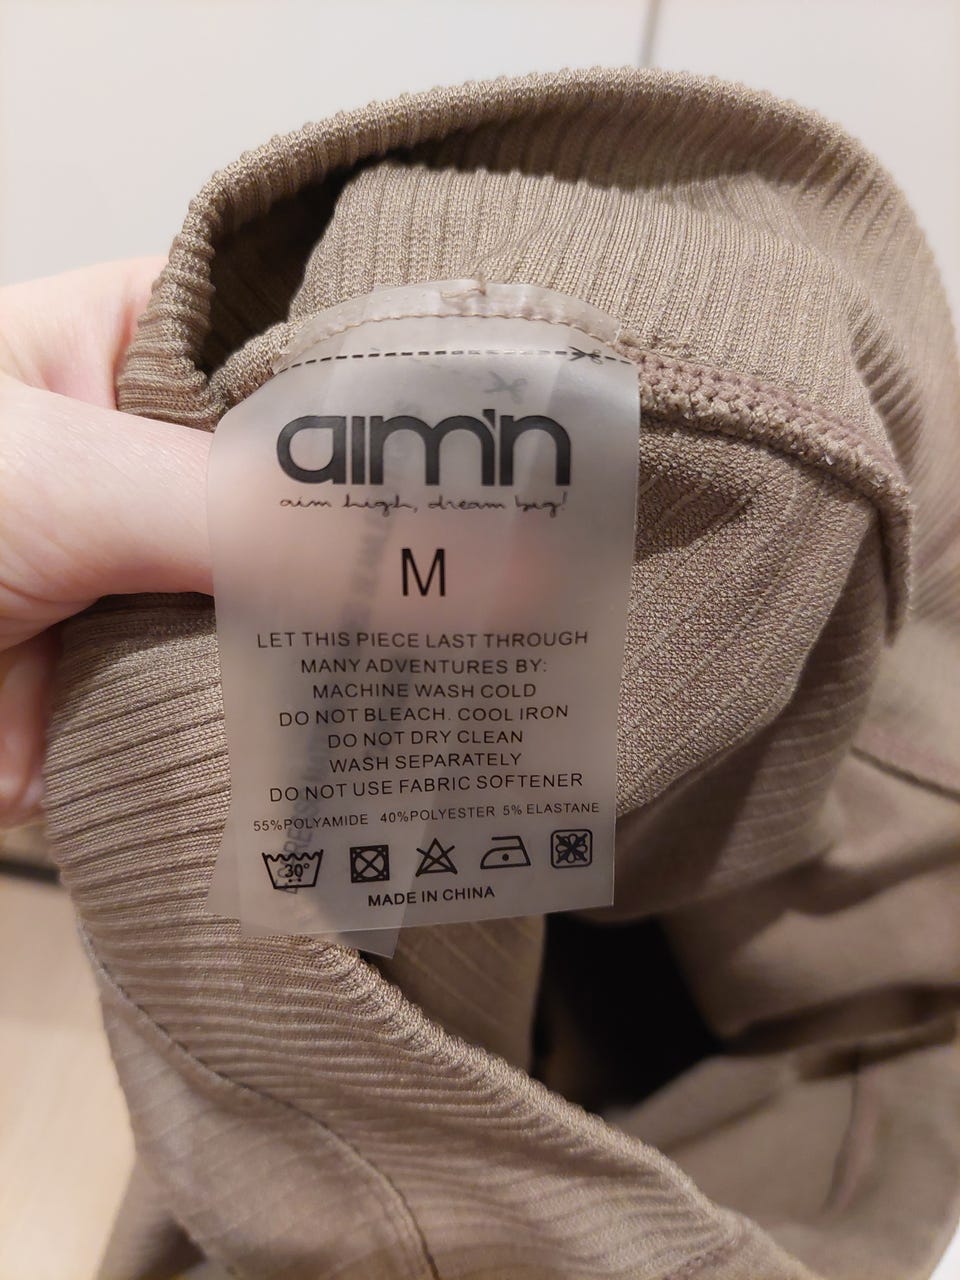 aim'n
aim high, dream big!
M
LET THIS PIECE LAST THROUGH
MANY ADVENTURES BY:
MACHINE WASH COLD
DO NOT BLEACH. COOL IRON
DO NOT DRY CLEAN
WASH SEPARATELY
DO NOT USE FABRIC SOFTENER
55%POLYAMIDE 40%POLYESTER 5% ELASTANE
30°
MADE IN CHINA